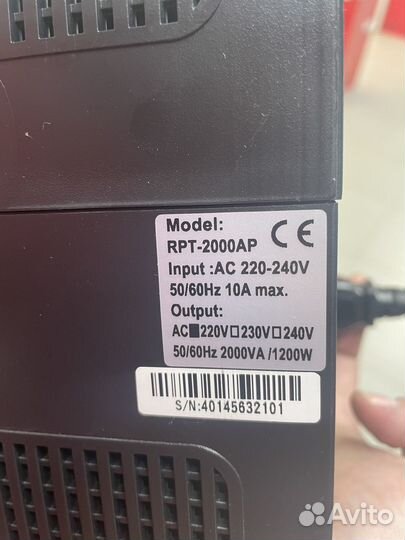 Model:
RPT-2000AP CE
Input :AC 220-240V
50/60Hz 10A max.
Output:
AC■220V□230V□240V
50/60Hz 2000VA /1200W
S/N:40145632101
Avito